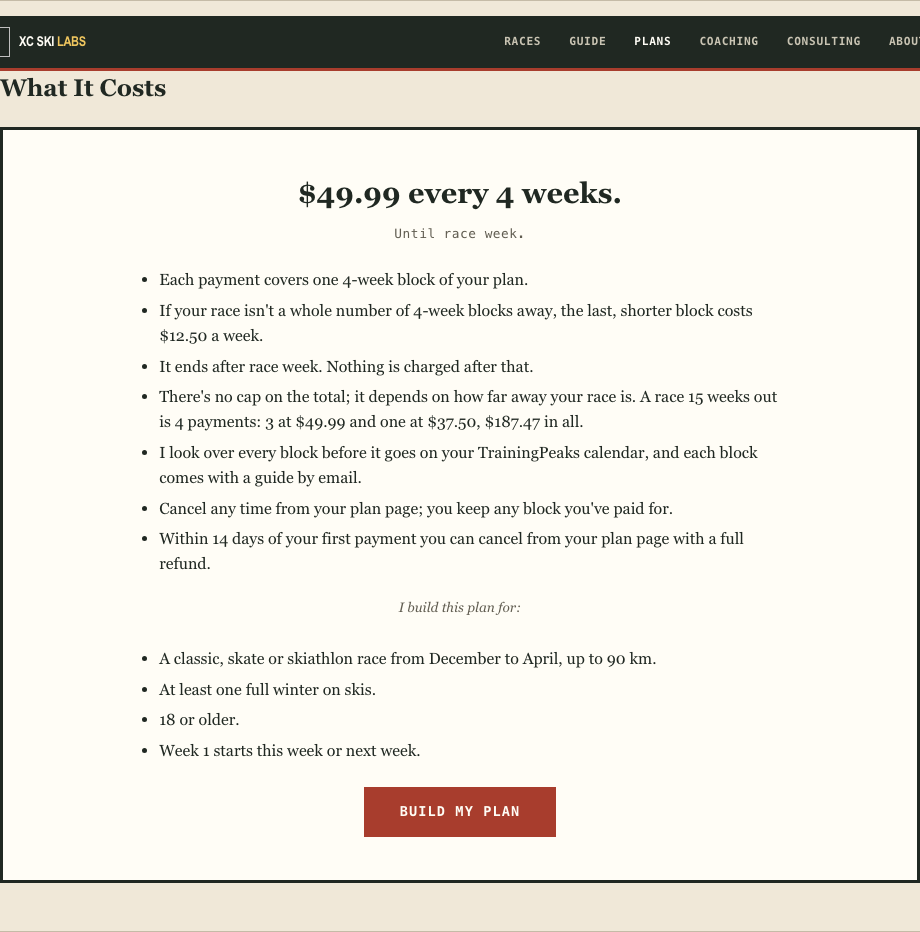 XC SKI LABS
RACES GUIDE PLANS COACHING CONSULTING ABOU
What It Costs
$49.99 every 4 weeks.
Until race week.
• Each payment covers one 4-week block of your plan.
• If your race isn't a whole number of 4-week blocks away, the last, shorter block costs
$12.50 a week.
• It ends after race week. Nothing is charged after that.
• There's no cap on the total; it depends on how far away your race is. A race 15 weeks out
is 4 payments: 3 at $49.99 and one at $37.50, $187.47 in all.
• I look over every block before it goes on your TrainingPeaks calendar, and each block
comes with a guide by email.
• Cancel any time from your plan page; you keep any block you've paid for.
• Within 14 days of your first payment you can cancel from your plan page with a full
refund.
I build this plan for:
• A classic, skate or skiathlon race from December to April, up to 90 km.
• At least one full winter on skis.
• 18 or older.
• Week 1 starts this week or next week.
BUILD MY PLAN